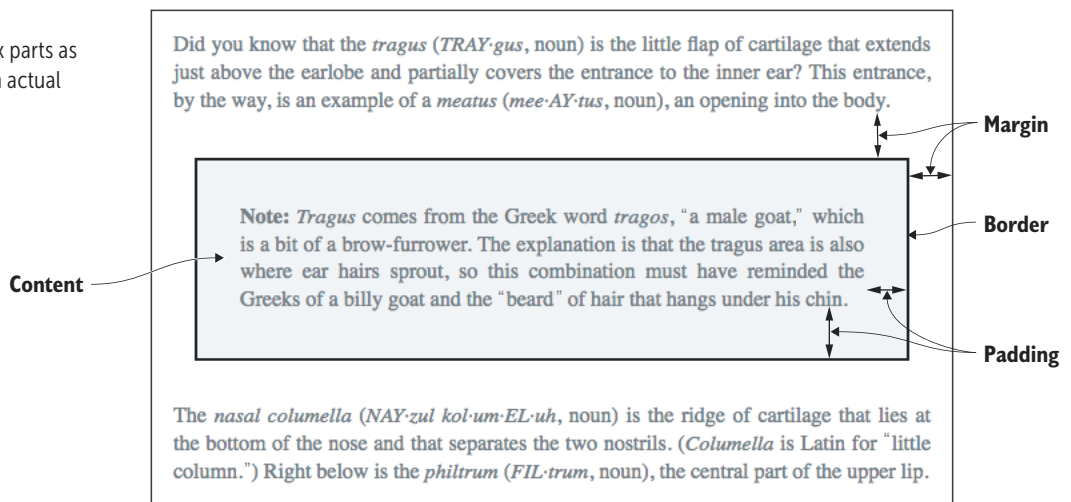 x parts as
n actual
Did you know that the tragus (TRAY·gus, noun) is the little flap of cartilage that extends
just above the earlobe and partially covers the entrance to the inner ear? This entrance,
by the way, is an example of a meatus (mee·AY·tus, noun), an opening into the body.
Margin
Note: Tragus comes from the Greek word tragos, “a male goat,” which
is a bit of a brow-furrower. The explanation is that the tragus area is also
where ear hairs sprout, so this combination must have reminded the
Greeks of a billy goat and the “beard” of hair that hangs under his chin.
Border
Content
Padding
The nasal columella (NAY·zul kol·um·EL·uh, noun) is the ridge of cartilage that lies at
the bottom of the nose and that separates the two nostrils. (Columella is Latin for “little
column.”) Right below is the philtrum (FIL·trum, noun), the central part of the upper lip.